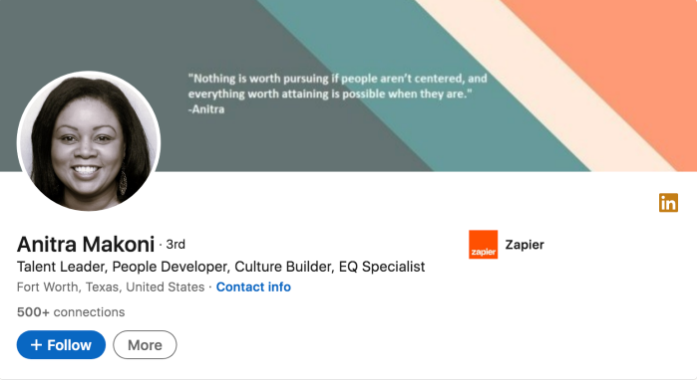 "Nothing is worth pursuing if people aren't centered, and
everything worth attaining is possible when they are."
-Anitra
in
Anitra Makoni · 3rd
zapier
Zapier
Talent Leader, People Developer, Culture Builder, EQ Specialist
Fort Worth, Texas, United States · Contact info
500+ connections
+ Follow
More